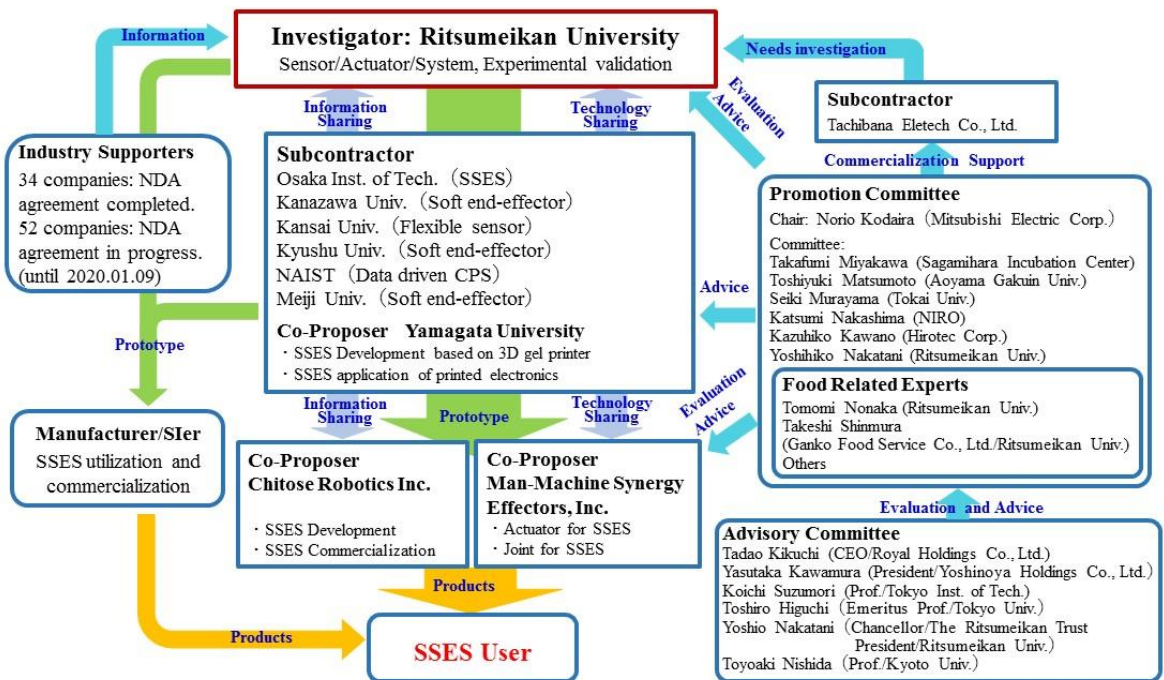 Information
Investigator: Ritsumeikan University
Sensor/Actuator/System, Experimental validation
Needs investigation
Information
Sharing
Technology
Sharing
Evaluation
Advice
Subcontractor
Tachibana Eletech Co., Ltd.
Commercialization Support
Industry Supporters
34 companies: NDA
agreement completed.
52 companies: NDA
agreement in progress.
(until 2020.01.09)
Subcontractor
Osaka Inst. of Tech.（SSES）
Kanazawa Univ.（Soft end-effector）
Kansai Univ.（Flexible sensor）
Kyushu Univ.（Soft end-effector）
NAIST（Data driven CPS）
Meiji Univ.（Soft end-effector）
Co-Proposer Yamagata University
・SSES Development based on 3D gel printer
・SSES application of printed electronics
Advice
Promotion Committee
Chair: Norio Kodaira（Mitsubishi Electric Corp.）
Committee:
Takafumi Miyakawa (Sagamihara Incubation Center)
Toshiyuki Matsumoto (Aoyama Gakuin Univ.)
Seiki Murayama (Tokai Univ.)
Katsumi Nakashima (NIRO)
Kazuhiko Kawano (Hirotec Corp.)
Yoshihiko Nakatani (Ritsumeikan Univ.)
Food Related Experts
Tomomi Nonaka (Ritsumeikan Univ.)
Takeshi Shinmura
(Ganko Food Service Co., Ltd./Ritsumeikan Univ.)
Others
Prototype
Information
Sharing
Prototype
Technology
Sharing
Evaluation
Advice
Manufacturer/SIer
SSES utilization and
commercialization
Co-Proposer
Chitose Robotics Inc.
・SSES Development
・SSES Commercialization
Co-Proposer
Man-Machine Synergy
Effectors, Inc.
・Actuator for SSES
・Joint for SSES
Evaluation and Advice
Advisory Committee
Tadao Kikuchi (CEO/Royal Holdings Co., Ltd.)
Yasutaka Kawamura (President/Yoshinoya Holdings Co., Ltd.)
Koichi Suzumori (Prof./Tokyo Inst. of Tech.)
Toshiro Higuchi（Emeritus Prof./Tokyo Univ.）
Yoshio Nakatani（Chancellor/The Ritsumeikan Trust
President/Ritsumeikan Univ.）
Toyoaki Nishida (Prof./Kyoto Univ.)
Products
Products
SSES User